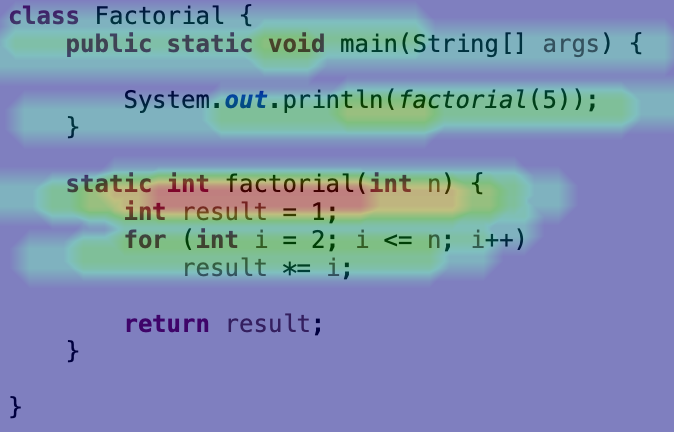 class Factorial {
    public static void main(String[] args) {

        System.out.println(factorial(5));
    }

    static int factorial(int n) {
        int result = 1;
        for (int i = 2; i <= n; i++)
            result *= i;

        return result;
    }

}